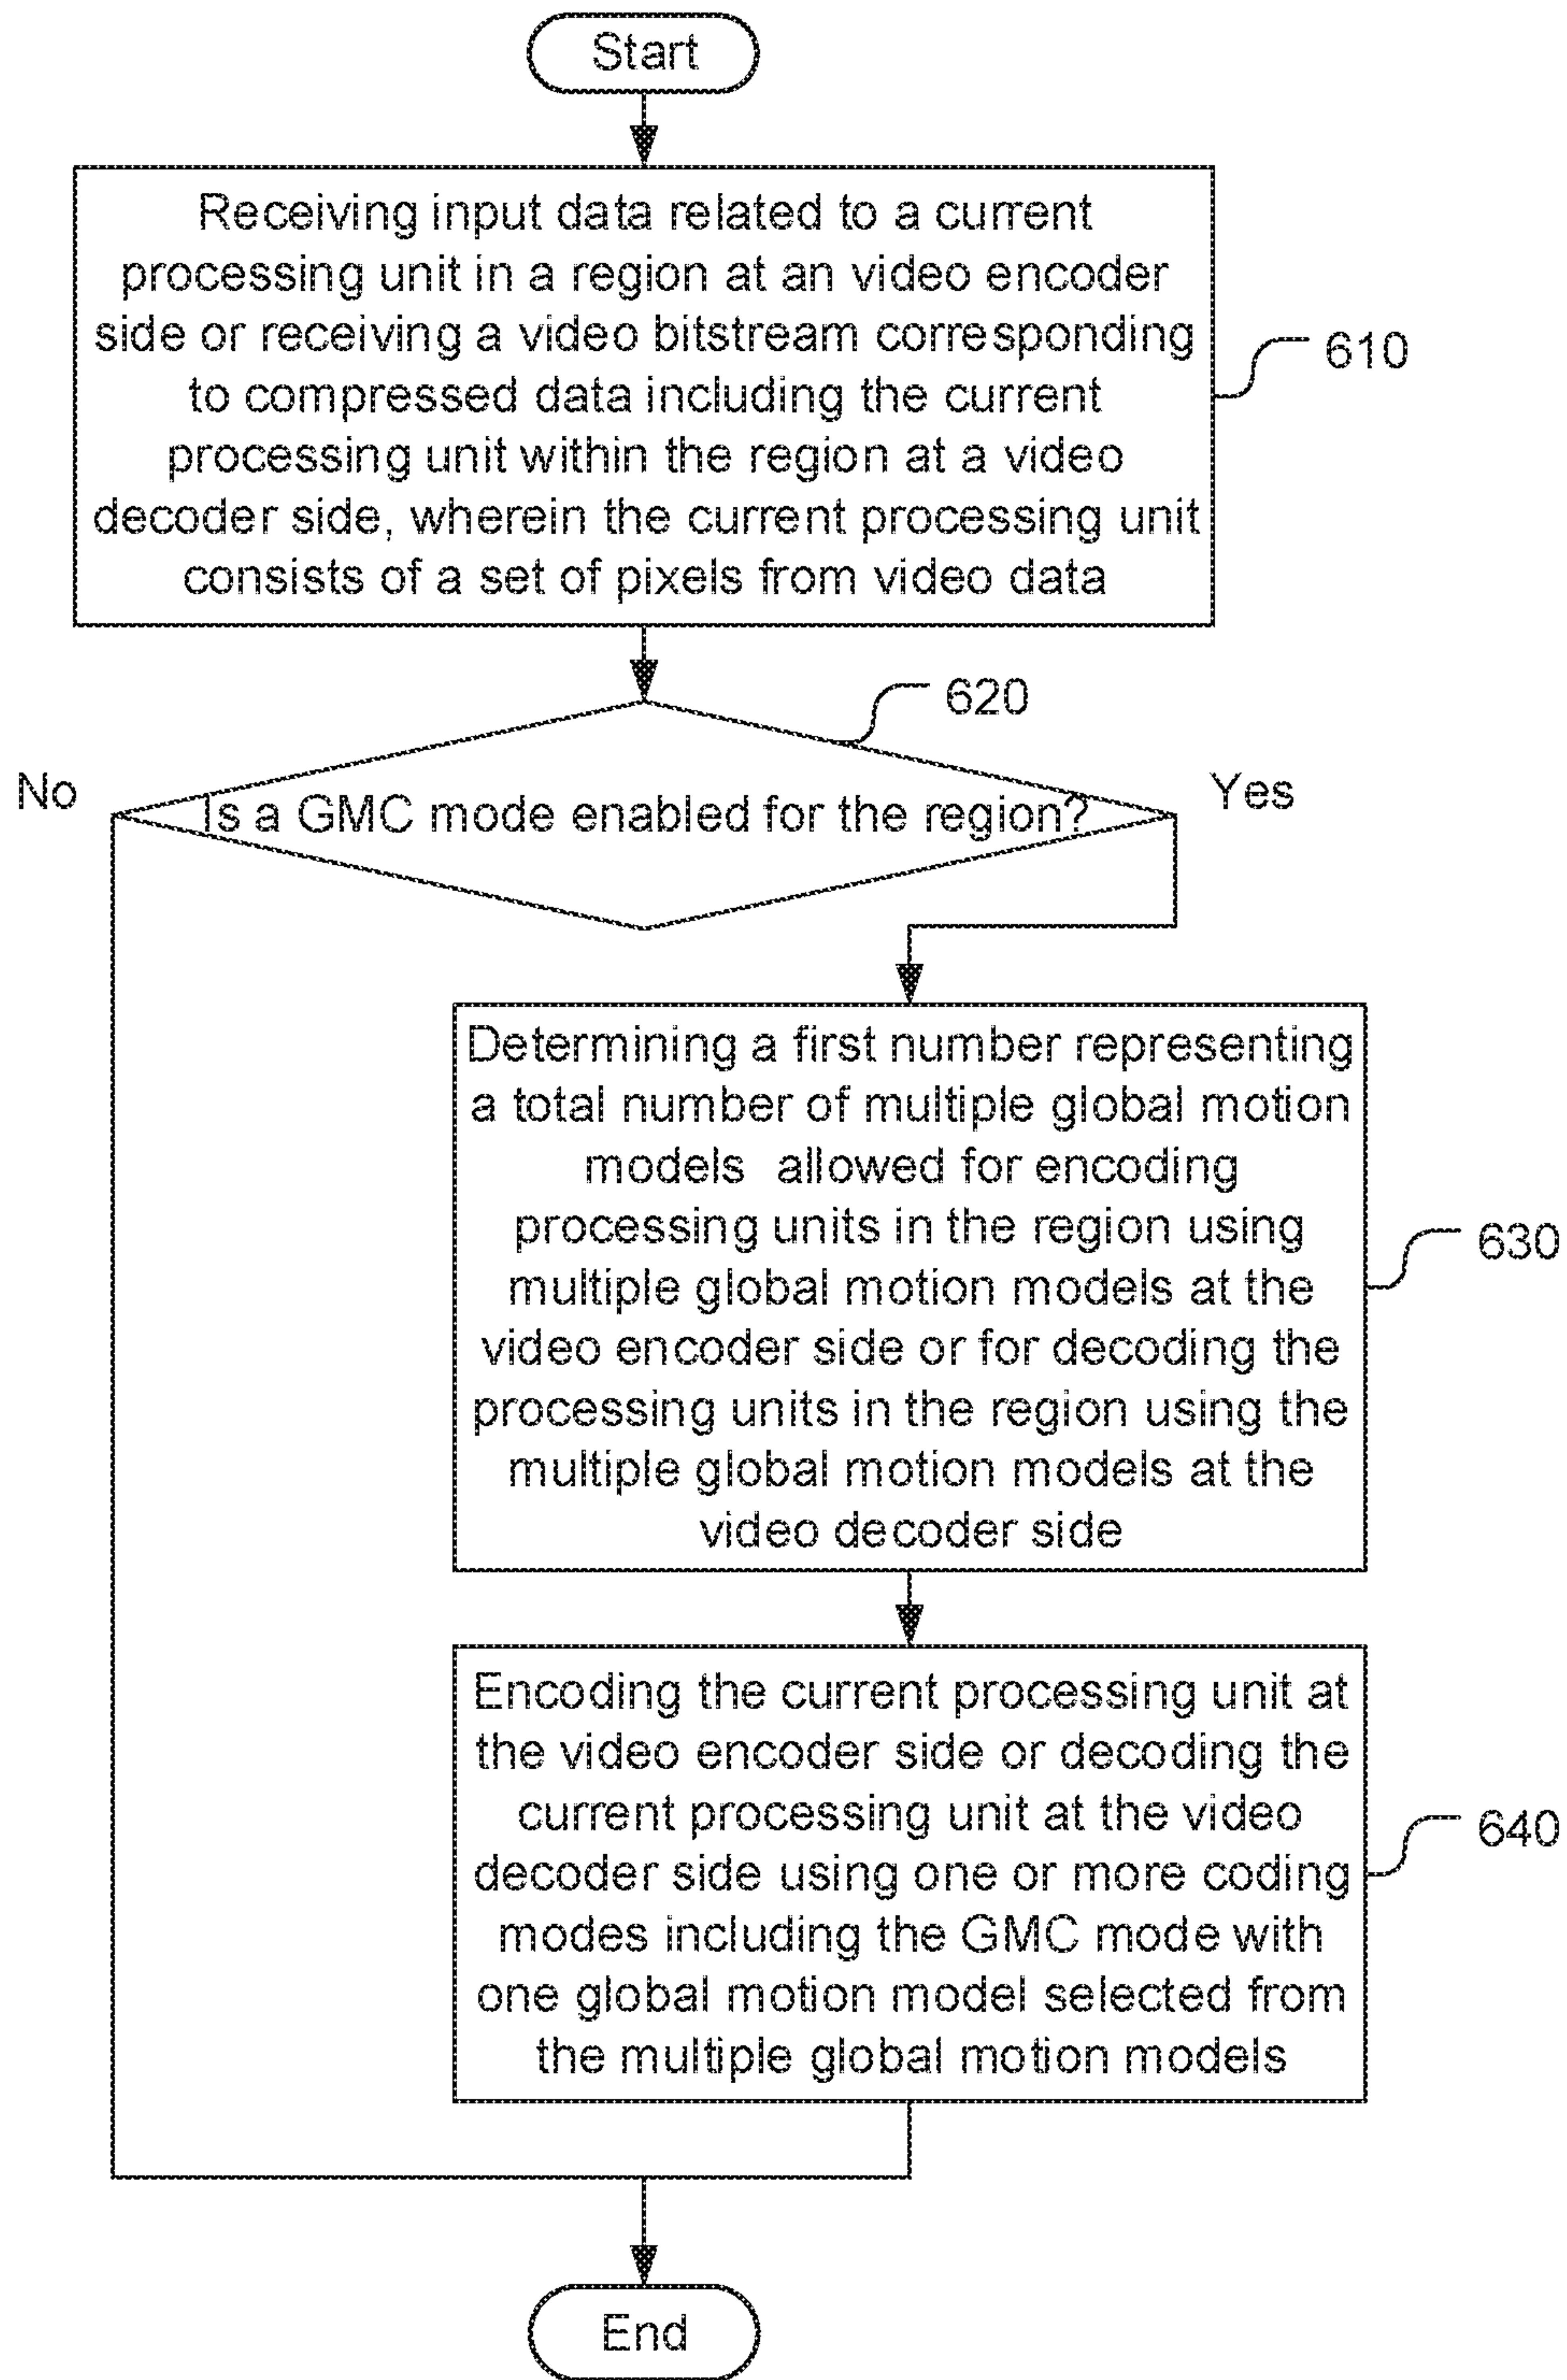 Start
Receiving input data related to a current
processing unit in a region at an video encoder
side or receiving a video bitstream corresponding
to compressed data including the current
processing unit within the region at a video
decoder side, wherein the current processing unit
consists of a set of pixels from video data
610
620
No
Is a GMC mode enabled for the region?
Yes
Determining a first number representing
a total number of multiple global motion
models allowed for encoding
processing units in the region using
multiple global motion models at the
video encoder side or for decoding the
processing units in the region using the
multiple global motion models at the
video decoder side
630
Encoding the current processing unit at
the video encoder side or decoding the
current processing unit at the video
decoder side using one or more coding
modes including the GMC mode with
one global motion model selected from
the multiple global motion models
640
End